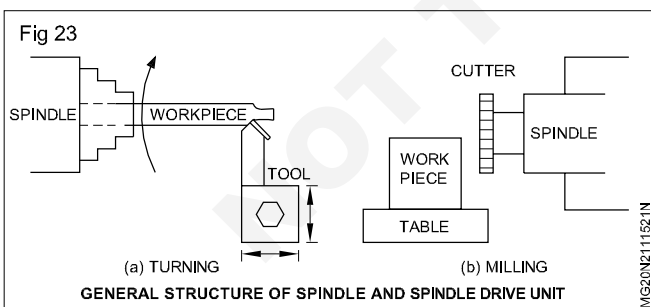 Fig 23
CUTTER
SPINDLE
WORKPIECE
SPINDLE
WORK
PIECE
TOOL
TABLE
(a) TURNING
(b) MILLING
GENERAL STRUCTURE OF SPINDLE AND SPINDLE DRIVE UNIT
MG20N2111521N
NOT T